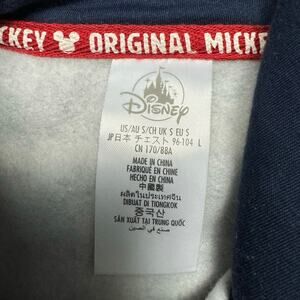 CKEY ORIGINAL MICKE
Disney
US/AU S/CH UK S EU S
JP日本 チェスト 96-104 L
CN 170/88A
MADE IN CHINA
FABRIQUÉ EN CHINE
HECHO EN CHINA
中國製
ผลิตในประเทศจีน
DIBUAT DI TIONGKOK
중국산
SẢN XUẤT TẠI TRUNG QUỐC
صنع في الصين